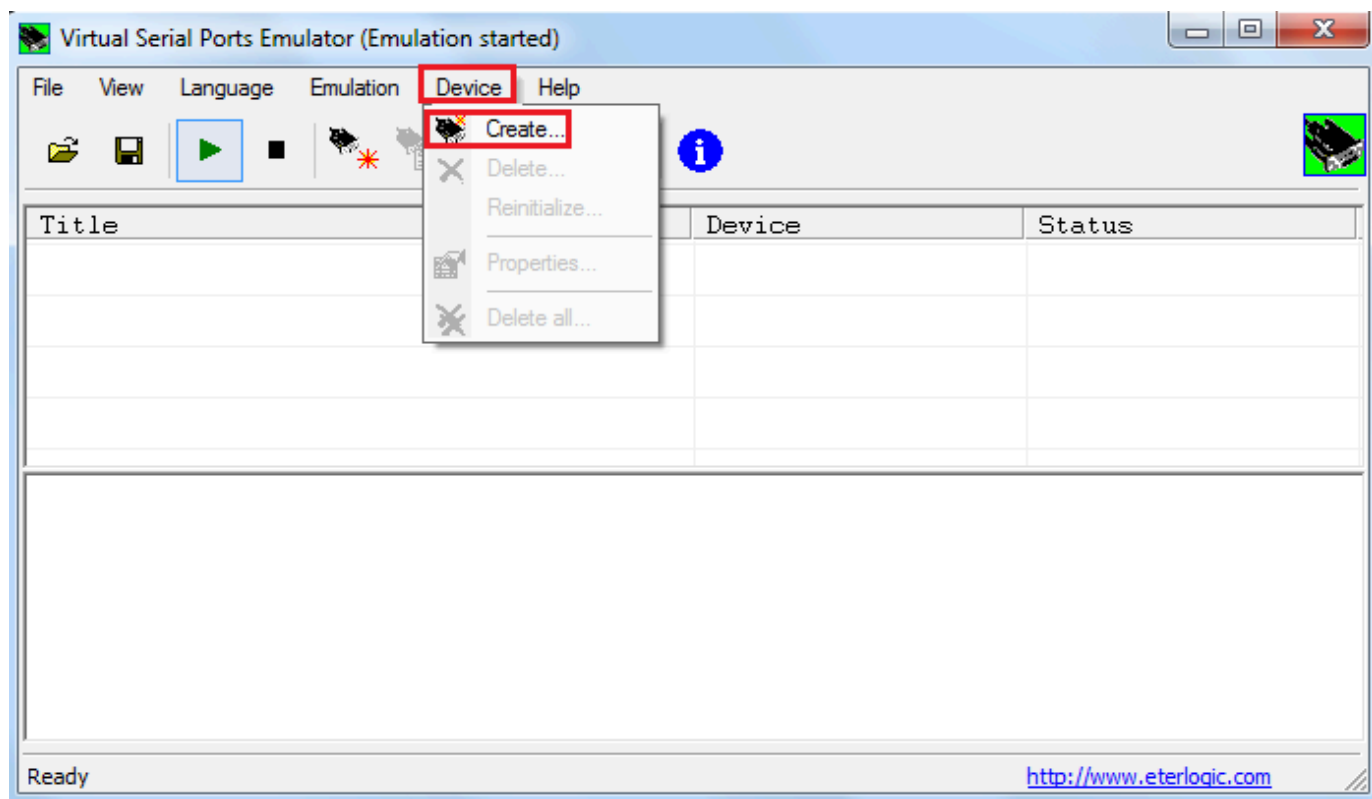 Virtual Serial Ports Emulator (Emulation started)
File View Language Emulation Device Help
Create...
Delete...
Reinitialize...
Properties...
Delete all...
Title Device Status
Ready http://www.eterlogic.com